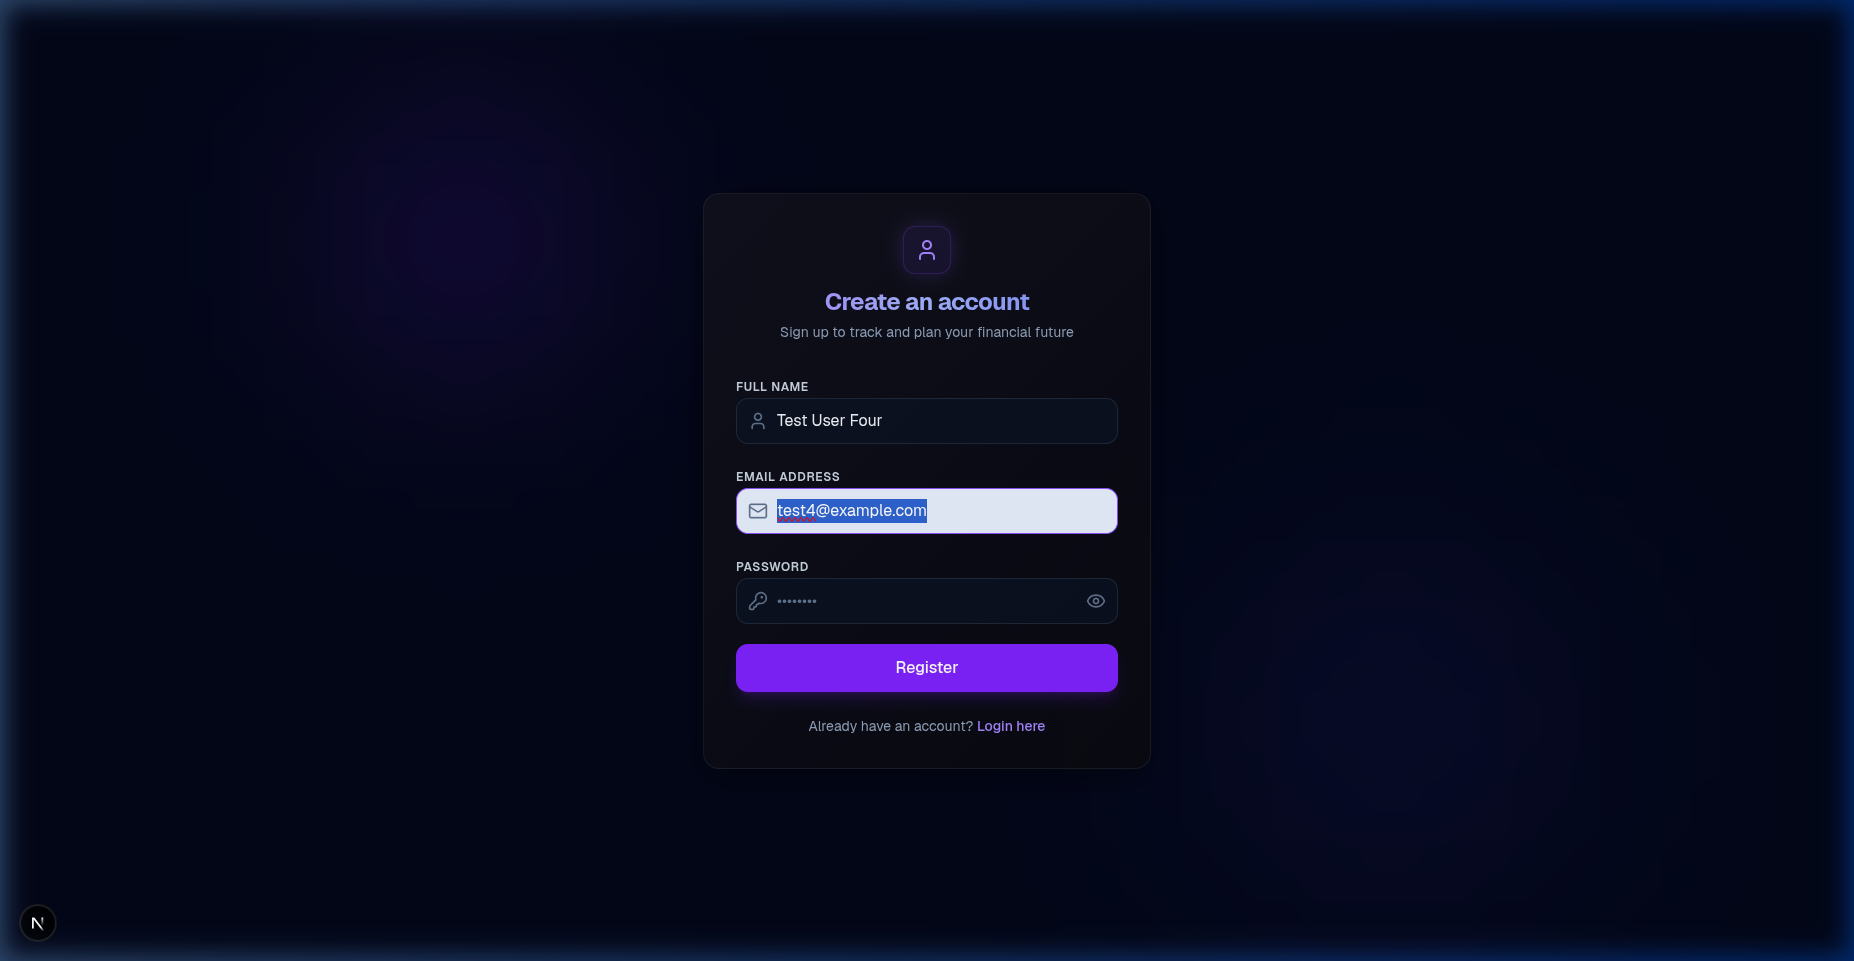 Create an account
Sign up to track and plan your financial future
FULL NAME
Test User Four
EMAIL ADDRESS
test4@example.com
PASSWORD
••••••••
Register
Already have an account? Login here
N